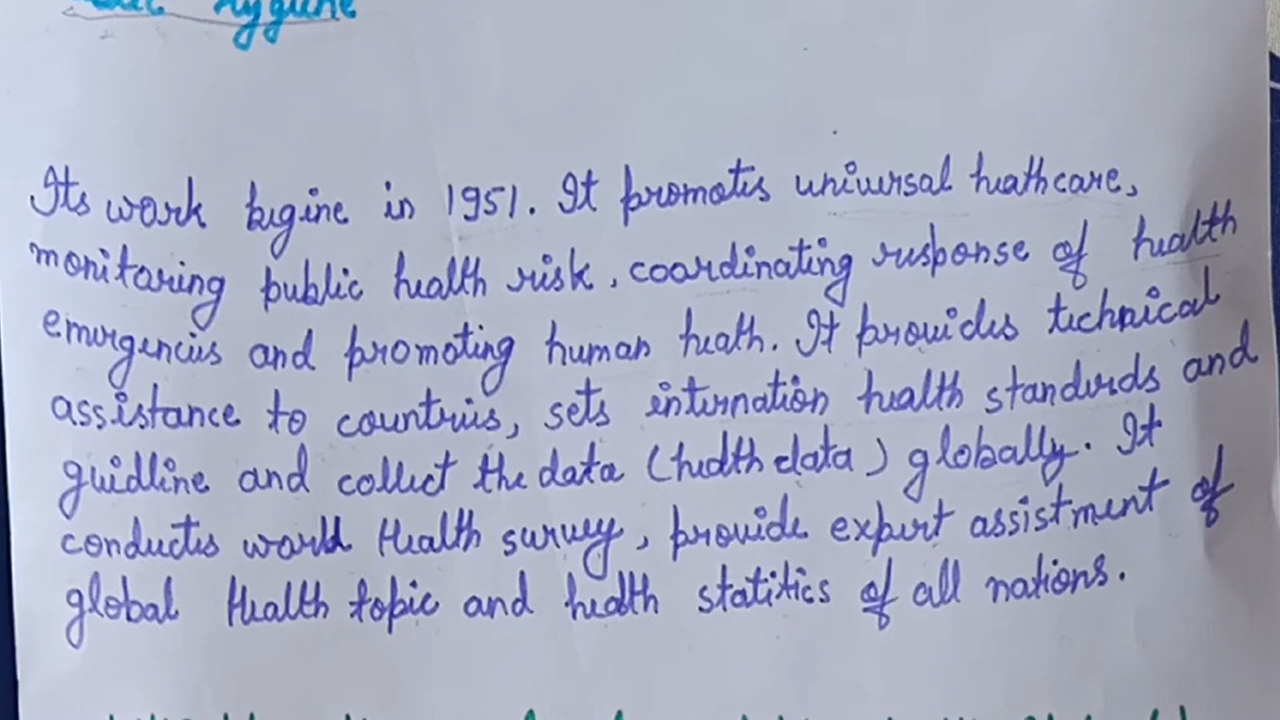 Hygiene
Its work begine in 1951. It promotes universal heathcare,
monitoring public health risk, coordinating response of health
emergencies and promoting human heath. It provides technical
assistance to countries, sets internation health standerds and
guidline and collect the data (health data) globally. It
conductes world Health survey, provide expert assistment of
global Health topic and health statitics of all nations.